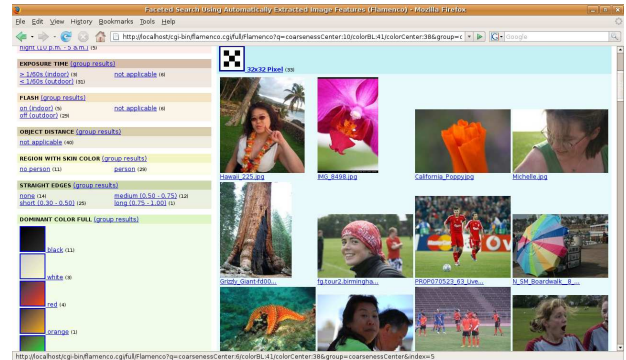 Faceted Search Using Automatically Extracted Image Features (Flamenco) - Mozilla Firefox
File Edit View History Bookmarks Tools Help
http://localhost/cgi-bin/flamenco.cgi/full/Flamenco?q=coarsenessCenter:10/colorBL:41/colorCenter:38&group=c
Google
night (10 p.m. - 5 a.m.) (5)
EXPOSURE TIME (group results)
> 1/60s (indoor) (3) not applicable (6)
< 1/60s (outdoor) (31)
FLASH (group results)
on (indoor) (5) not applicable (6)
off (outdoor) (29)
OBJECT DISTANCE (group results)
not applicable (40)
REGION WITH SKIN COLOR (group results)
no person (11) person (29)
STRAIGHT EDGES (group results)
none (14) medium (0.50 - 0.75) (12)
short (0.30 - 0.50) (25) long (0.75 - 1.00) (1)
DOMINANT COLOR FULL (group results)
black (11)
white (3)
red (4)
orange (1)
32x32 Pixel (33)
Hawaii_225.jpg IMG_8498.jpg California_Poppy.jpg Michelle.jpg
Grizzly_Giant-fd00... fg.tour2.birmingha... PROP070523_63_Live... N_SM_Boardwalk__8_...
http://localhost/cgi-bin/flamenco.cgi/full/Flamenco?q=coarsenessCenter:6/colorBL:41/colorCenter:38&group=coarsenessCenter&index=5